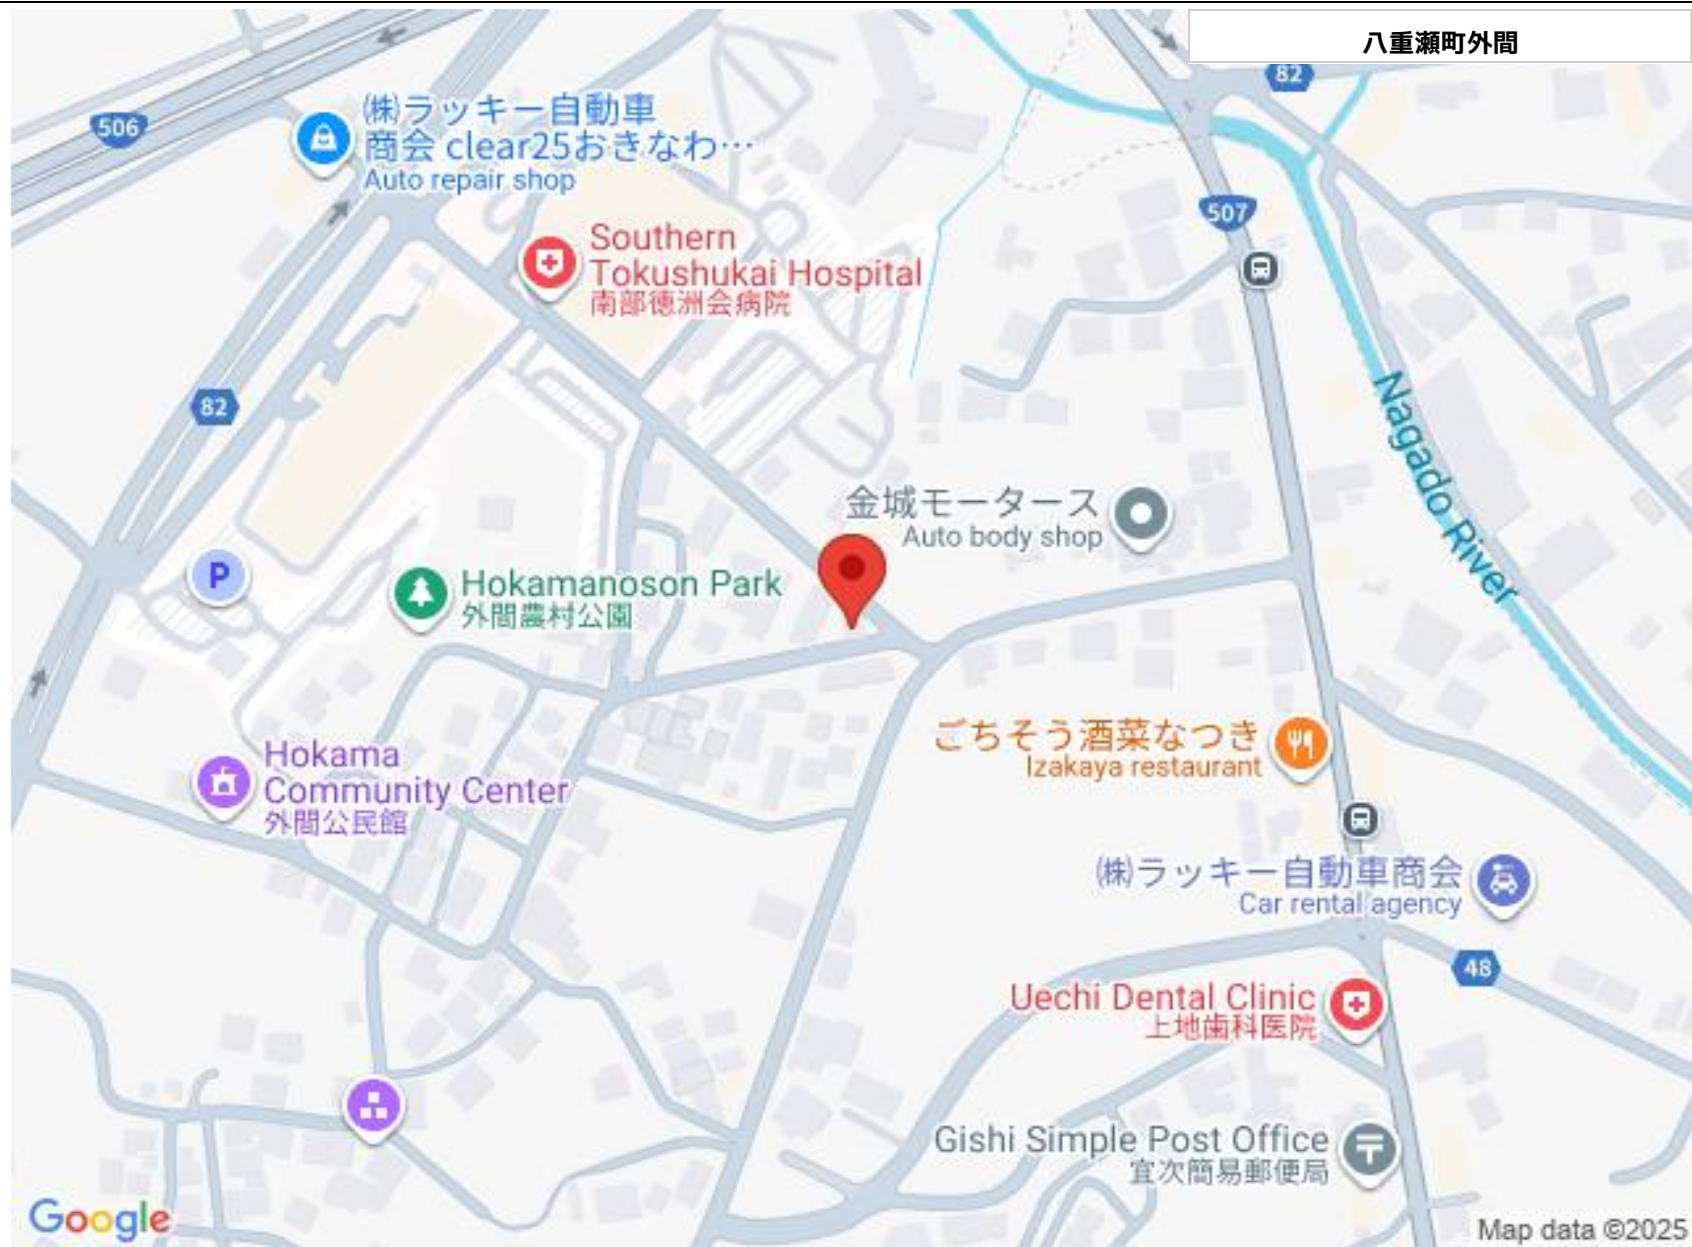 八重瀬町外間
82
506
㈱ラッキー自動車
商会 clear25おきなわ…
Auto repair shop
507
Southern
Tokushukai Hospital
南部徳洲会病院
82
Nagado River
金城モータース
Auto body shop
P
Hokamanoson Park
外間農村公園
ごちそう酒菜なつき
Izakaya restaurant
Hokama
Community Center
外間公民館
㈱ラッキー自動車商会
Car rental agency
48
Uechi Dental Clinic
上地歯科医院
Gishi Simple Post Office
宜次簡易郵便局
Google
Map data ©2025